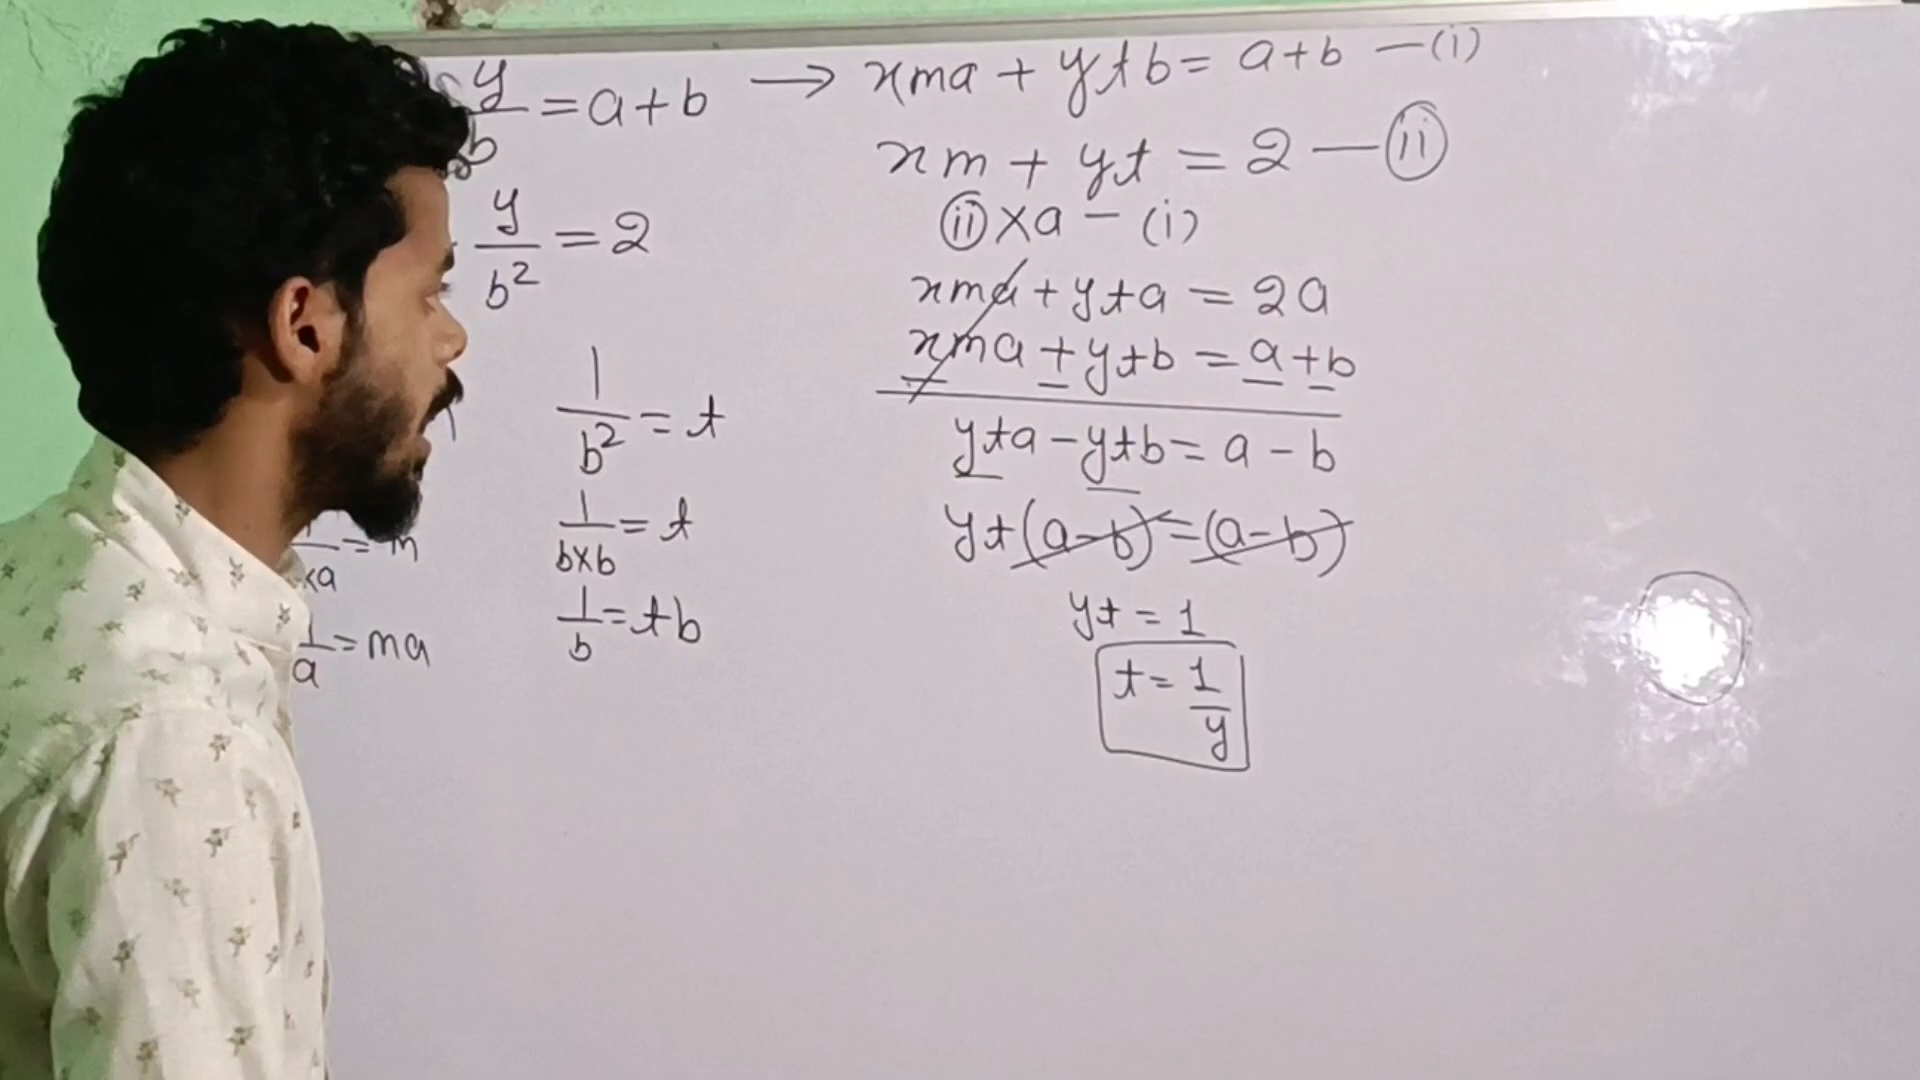 y/b = a+b → xma + ytb = a+b —(i)
xm + yt = 2 —(ii)
y/b² = 2
(ii)×a - (i)
xma + yta = 2a
xma + ytb = a+b
yta - ytb = a - b
yt(a-b) = (a-b)
yt = 1
t = 1/y
1/b² = t
1/b×b = t
1/b = tb
×a = m
1/a = ma